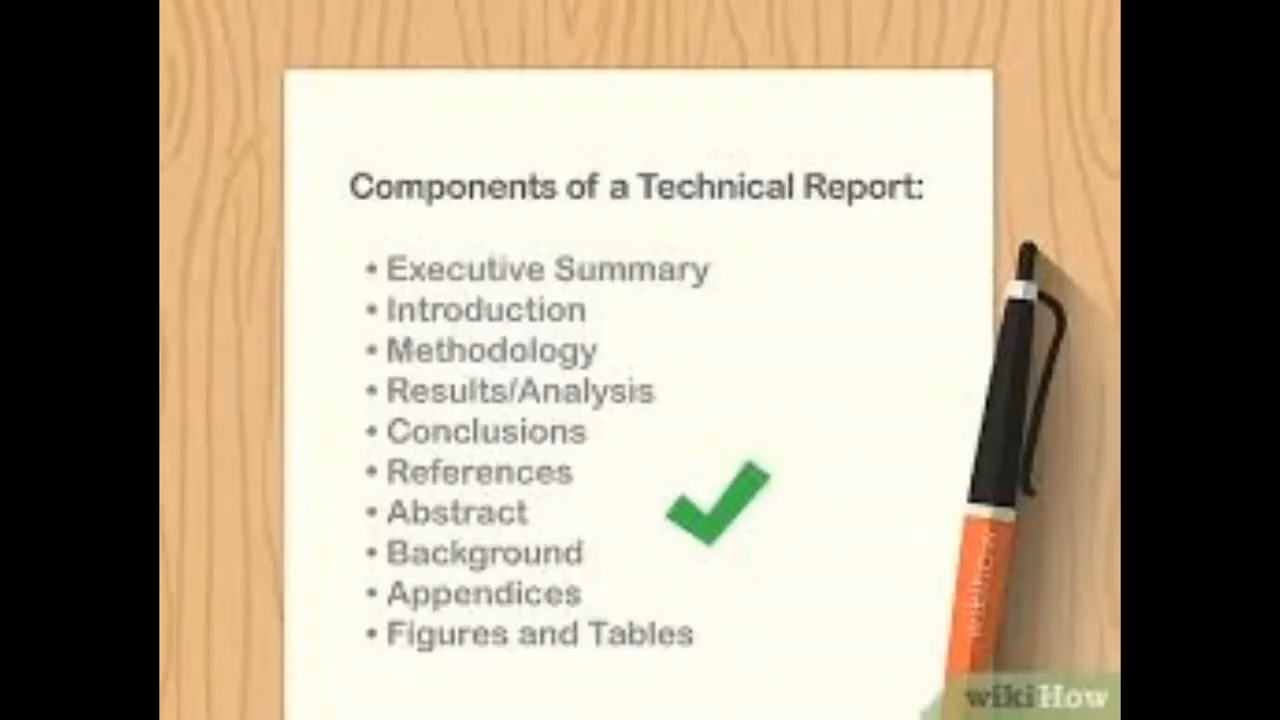 Components of a Technical Report:
• Executive Summary
• Introduction
• Methodology
• Results/Analysis
• Conclusions
• References
• Abstract
• Background
• Appendices
• Figures and Tables
wikiHow